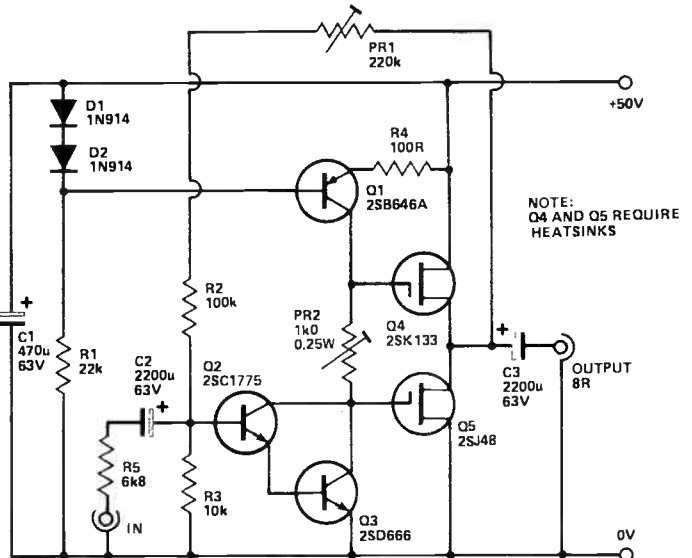 PR1
220k
+50V
D1
1N914
D2
1N914
R4
100R
Q1
2SB646A
NOTE:
Q4 AND Q5 REQUIRE
HEATSINKS
R2
100k
PR2
1k0
0.25W
Q4
2SK133
+
C1
470u
63V
R1
22k
C2
2200u
63V
+
Q2
2SC1775
+
C3
2200u
63V
OUTPUT
8R
Q5
2SJ48
R5
6k8
IN
R3
10k
Q3
2SD666
0V